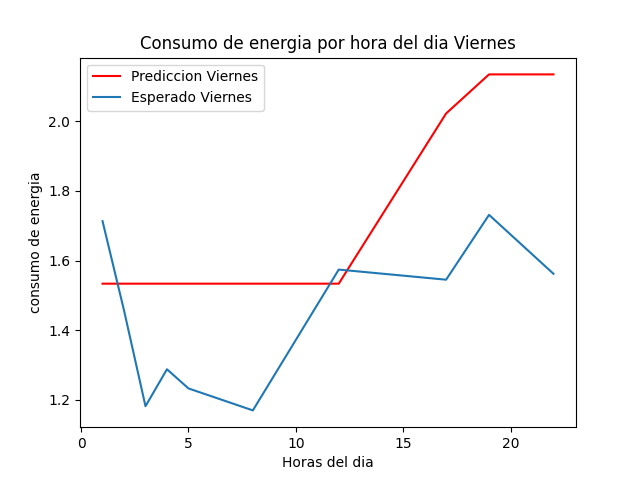 Consumo de energia por hora del dia Viernes
Prediccion Viernes
Esperado Viernes
consumo de energia
2.0
1.8
1.6
1.4
1.2
0
5
10
15
20
Horas del dia